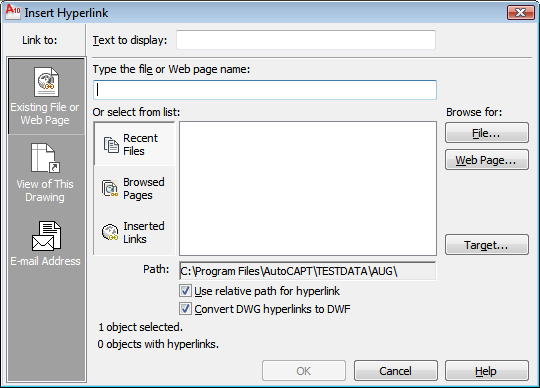 A10 Insert Hyperlink
Link to:
Text to display:
Existing File or
Web Page
View of This
Drawing
E-mail Address
Type the file or Web page name:
Or select from list:
Recent
Files
Browsed
Pages
Inserted
Links
Browse for:
File...
Web Page...
Target...
Path: C:\Program Files\AutoCAPT\TESTDATA\AUG\
Use relative path for hyperlink
Convert DWG hyperlinks to DWF
1 object selected.
0 objects with hyperlinks.
OK Cancel Help